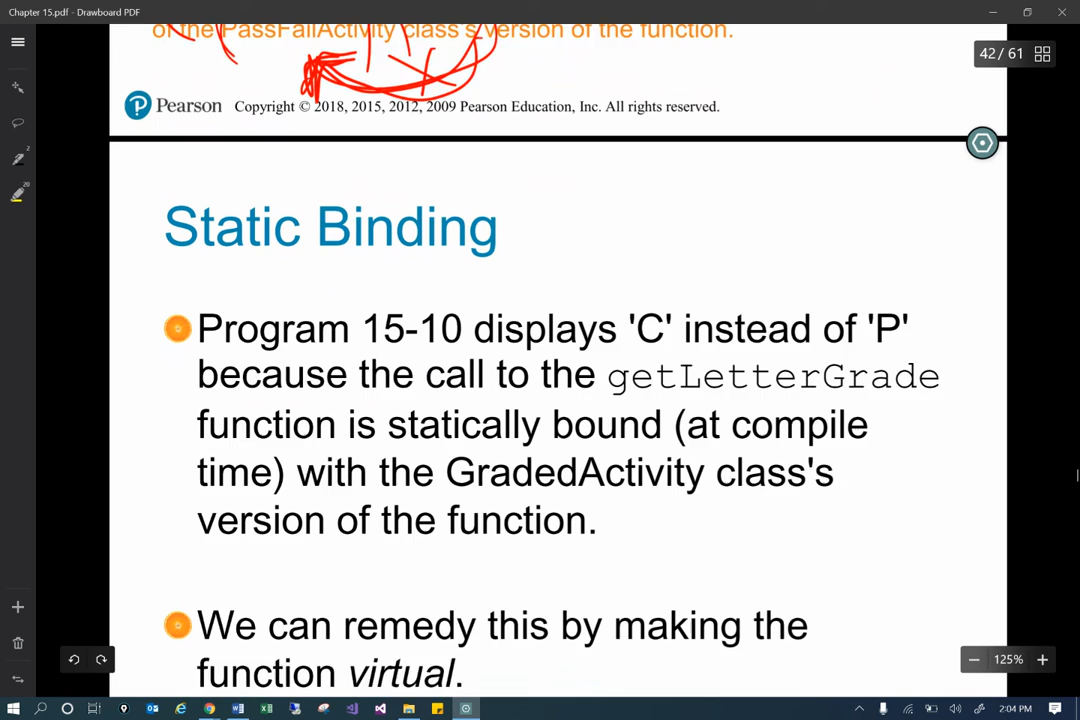 Chapter 15.pdf - Drawboard PDF
of the PassFailActivity class's version of the function.
42 / 61
Pearson Copyright © 2018, 2015, 2012, 2009 Pearson Education, Inc. All rights reserved.
Static Binding
Program 15-10 displays 'C' instead of 'P'
because the call to the getLetterGrade
function is statically bound (at compile
time) with the GradedActivity class's
version of the function.
We can remedy this by making the
function virtual.
2
20
125%
2:04 PM